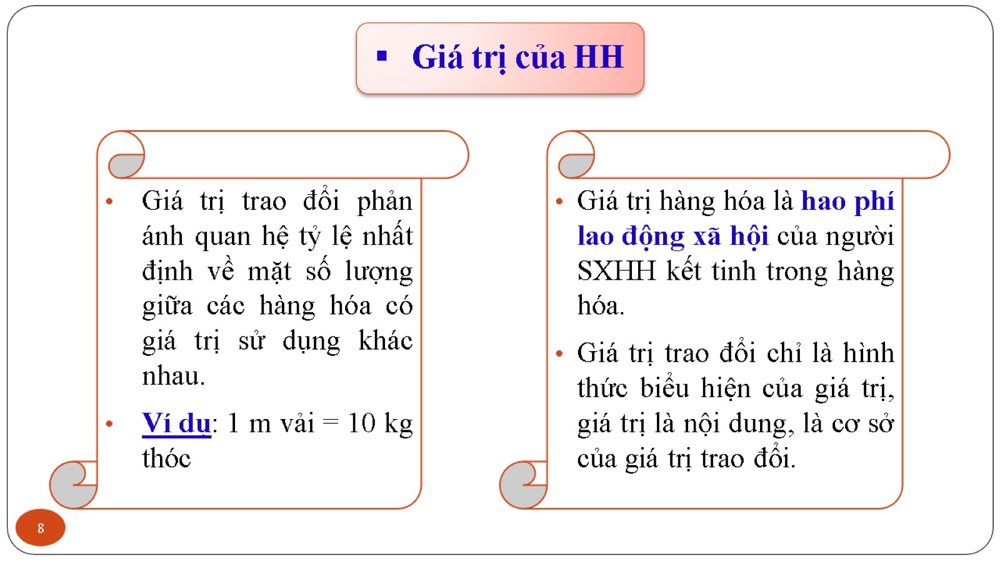 ▪ Giá trị của HH
• Giá trị trao đổi phản
ánh quan hệ tỷ lệ nhất
định về mặt số lượng
giữa các hàng hóa có
giá trị sử dụng khác
nhau.
• Ví dụ: 1 m vải = 10 kg
thóc
• Giá trị hàng hóa là hao phí
lao động xã hội của người
SXHH kết tinh trong hàng
hóa.
• Giá trị trao đổi chỉ là hình
thức biểu hiện của giá trị,
giá trị là nội dung, là cơ sở
của giá trị trao đổi.
8